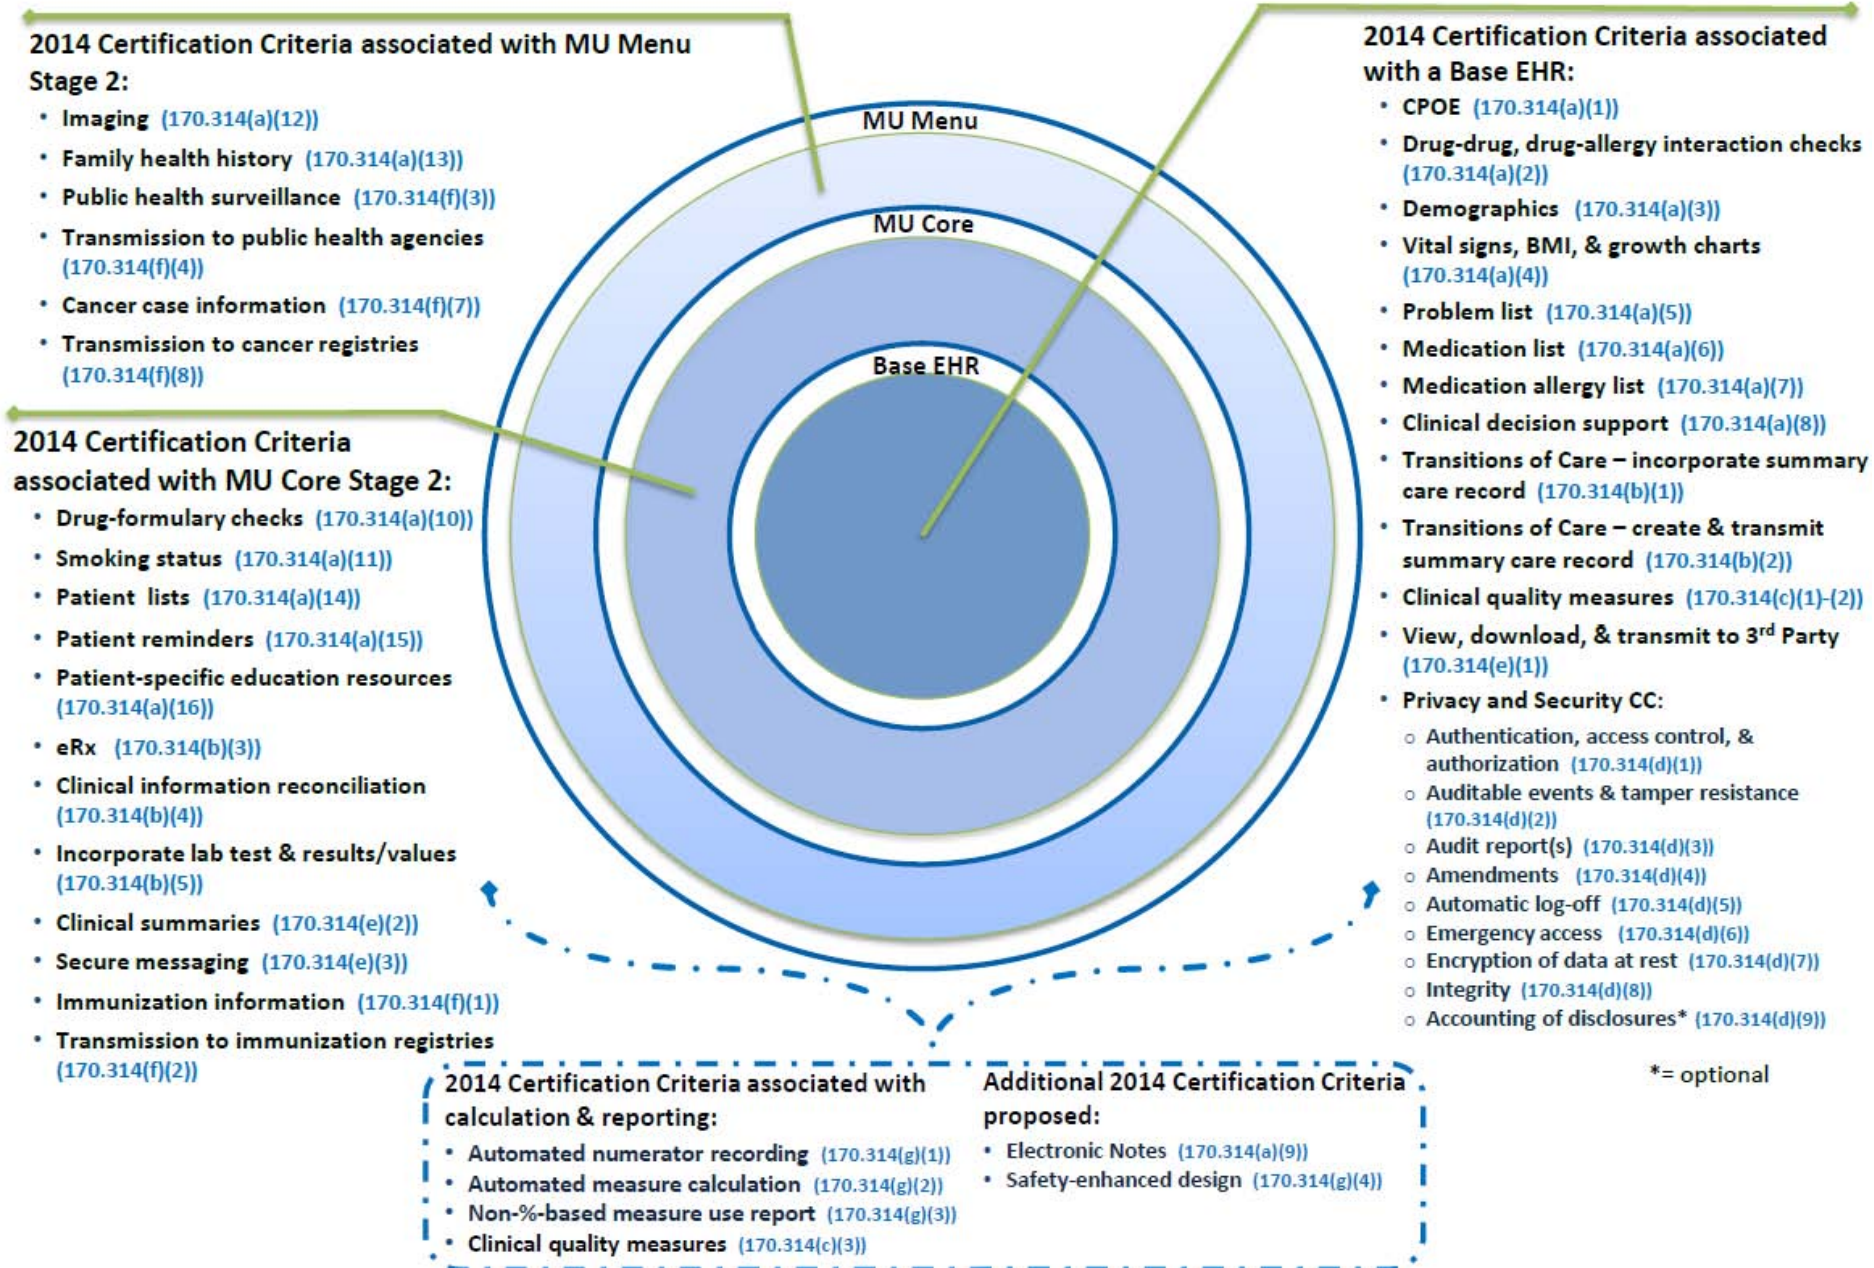 2014 Certification Criteria associated with MU Menu
Stage 2:
• Imaging (170.314(a)(12))
• Family health history (170.314(a)(13))
• Public health surveillance (170.314(f)(3))
• Transmission to public health agencies
(170.314(f)(4))
• Cancer case information (170.314(f)(7))
• Transmission to cancer registries
(170.314(f)(8))
2014 Certification Criteria
associated with MU Core Stage 2:
• Drug-formulary checks (170.314(a)(10))
• Smoking status (170.314(a)(11))
• Patient lists (170.314(a)(14))
• Patient reminders (170.314(a)(15))
• Patient-specific education resources
(170.314(a)(16))
• eRx (170.314(b)(3))
• Clinical information reconciliation
(170.314(b)(4))
• Incorporate lab test & results/values
(170.314(b)(5))
• Clinical summaries (170.314(e)(2))
• Secure messaging (170.314(e)(3))
• Immunization information (170.314(f)(1))
• Transmission to immunization registries
(170.314(f)(2))
MU Menu
MU Core
Base EHR
2014 Certification Criteria associated
with a Base EHR:
• CPOE (170.314(a)(1))
• Drug-drug, drug-allergy interaction checks
(170.314(a)(2))
• Demographics (170.314(a)(3))
• Vital signs, BMI, & growth charts
(170.314(a)(4))
• Problem list (170.314(a)(5))
• Medication list (170.314(a)(6))
• Medication allergy list (170.314(a)(7))
• Clinical decision support (170.314(a)(8))
• Transitions of Care – incorporate summary
care record (170.314(b)(1))
• Transitions of Care – create & transmit
summary care record (170.314(b)(2))
• Clinical quality measures (170.314(c)(1)-(2))
• View, download, & transmit to 3rd Party
(170.314(e)(1))
• Privacy and Security CC:
o Authentication, access control, &
authorization (170.314(d)(1))
o Auditable events & tamper resistance
(170.314(d)(2))
o Audit report(s) (170.314(d)(3))
o Amendments (170.314(d)(4))
o Automatic log-off (170.314(d)(5))
o Emergency access (170.314(d)(6))
o Encryption of data at rest (170.314(d)(7))
o Integrity (170.314(d)(8))
o Accounting of disclosures* (170.314(d)(9))
*= optional
2014 Certification Criteria associated with
calculation & reporting:
• Automated numerator recording (170.314(g)(1))
• Automated measure calculation (170.314(g)(2))
• Non-%-based measure use report (170.314(g)(3))
• Clinical quality measures (170.314(c)(3))
Additional 2014 Certification Criteria
proposed:
• Electronic Notes (170.314(a)(9))
• Safety-enhanced design (170.314(g)(4))